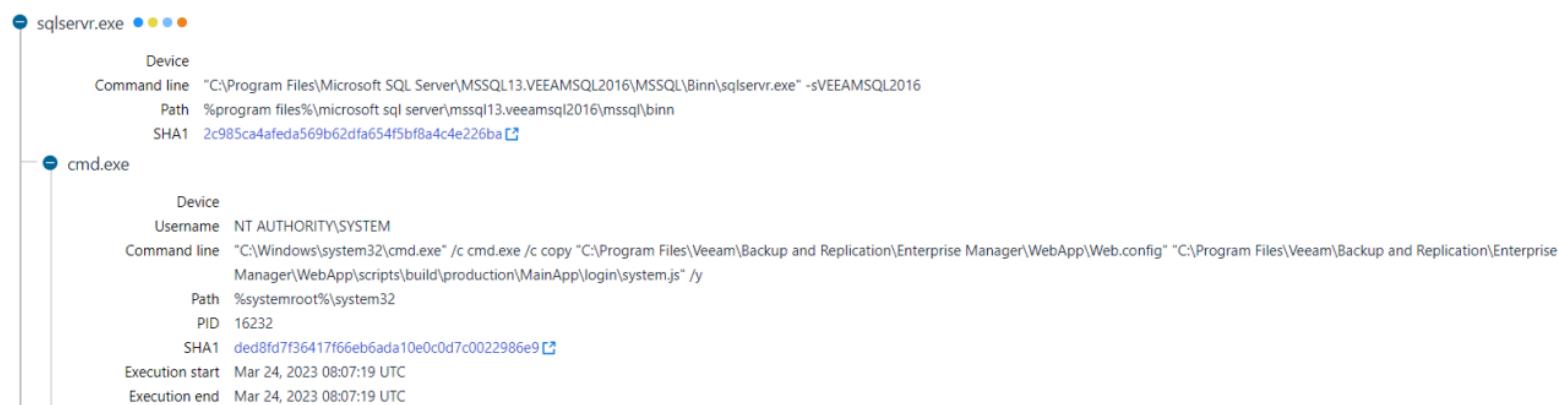 sqlservr.exe
Device
Command line "C:\Program Files\Microsoft SQL Server\MSSQL13.VEEAMSQL2016\MSSQL\Binn\sqlservr.exe" -sVEEAMSQL2016
Path %program files%\microsoft sql server\mssql13.veeamsql2016\mssql\binn
SHA1 2c985ca4afeda569b62dfa654f5bf8a4c4e226ba
cmd.exe
Device
Username NT AUTHORITY\SYSTEM
Command line "C:\Windows\system32\cmd.exe" /c cmd.exe /c copy "C:\Program Files\Veeam\Backup and Replication\Enterprise Manager\WebApp\Web.config" "C:\Program Files\Veeam\Backup and Replication\Enterprise
Manager\WebApp\scripts\build\production\MainApp\login\system.js" /y
Path %systemroot%\system32
PID 16232
SHA1 ded8fd7f36417f66eb6ada10e0c0d7c0022986e9
Execution start Mar 24, 2023 08:07:19 UTC
Execution end Mar 24, 2023 08:07:19 UTC